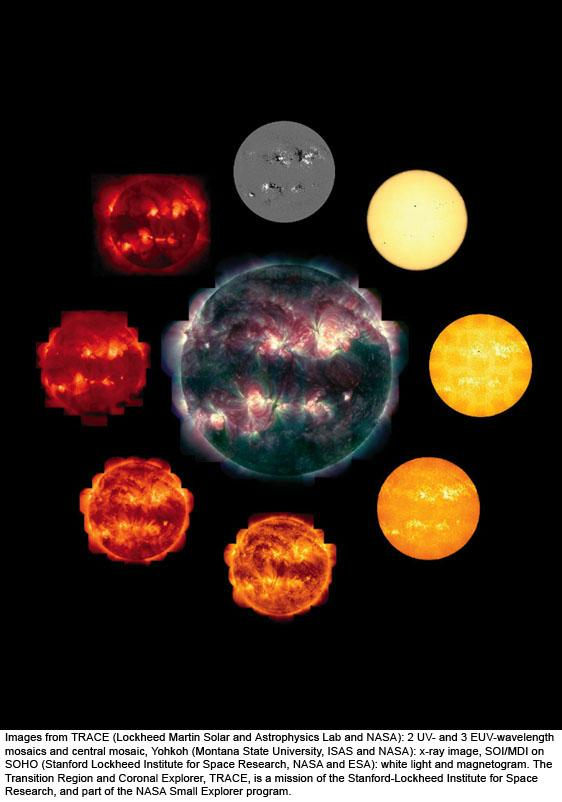 Images from TRACE (Lockheed Martin Solar and Astrophysics Lab and NASA): 2 UV- and 3 EUV-wavelength
mosaics and central mosaic, Yohkoh (Montana State University, ISAS and NASA): x-ray image, SOI/MDI on
SOHO (Stanford Lockheed Institute for Space Research, NASA and ESA): white light and magnetogram. The
Transition Region and Coronal Explorer, TRACE, is a mission of the Stanford-Lockheed Institute for Space
Research, and part of the NASA Small Explorer program.